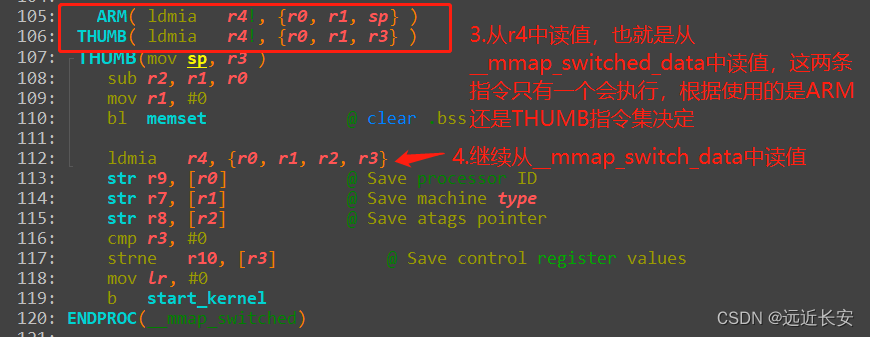 104:
105: ARM( ldmia r4!, {r0, r1, sp} )
106: THUMB( ldmia r4!, {r0, r1, r3} )
107: THUMB(mov sp, r3 )
108: sub r2, r1, r0
109: mov r1, #0
110: bl memset @ clear .bss
111:
112: ldmia r4, {r0, r1, r2, r3}
113: str r9, [r0] @ Save processor ID
114: str r7, [r1] @ Save machine type
115: str r8, [r2] @ Save atags pointer
116: cmp r3, #0
117: strne r10, [r3] @ Save control register values
118: mov lr, #0
119: b start_kernel
120: ENDPROC(__mmap_switched)
3.从r4中读值，也就是从
__mmap_switched_data中读值，这两条
指令只有一个会执行，根据使用的是ARM
还是THUMB指令集决定
4.继续从__mmap_switch_data中读值
CSDN @远近长安